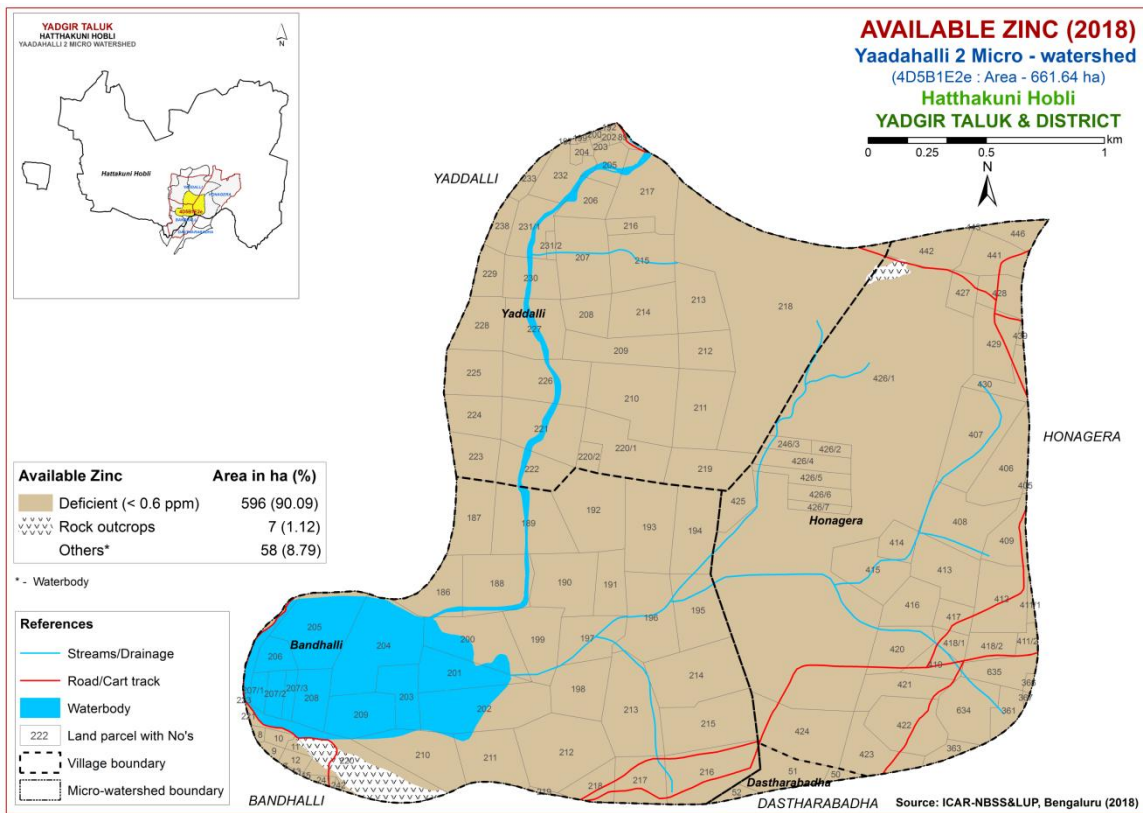 YADGIR TALUK
HATTHAKUNI HOBLI
YAADAHALLI 2 MICRO WATERSHED
N
Hattakuni Hobli
YADDALLI
HONAGERA
4D5B1E2e
AVAILABLE ZINC (2018)
Yaadahalli 2 Micro - watershed
(4D5B1E2e : Area - 661.64 ha)
Hatthakuni Hobli
YADGIR TALUK & DISTRICT
km
0 0.25 0.5 1
N
YADDALLI
204 203 202
205
233 232 217
206
238 231/1 216
231/2 207 215
442 446
441
229 230 213 218
427 428
Yaddalli
228 227 208 214
439
429
209 212
225 226 426/1
430
224 210 211
221 407
HONAGERA
246/3 426/2
223 222 220/2 220/1 219 426/4
426/5
406
405
426/6
425 426/7
Honagera
187 189 192 193 194
408
414 409
415 413
186 188 190 191
416 412 411/1
205 196 195 417
Bandhalli
204 200 199 197 420 418/1 418/2 411/2
206 201 419
214 635
207/1 207/2 207/3 208 203 198 421
209 202 213 634 361
215 422
424
8 10 11
9 12 220 210 211 212 423 363
24
216 51 50
217
218
219
52
Dastharabadha
BANDHALLI
DASTHARABADHA
Available Zinc Area in ha (%)
Deficient (< 0.6 ppm) 596 (90.09)
Rock outcrops 7 (1.12)
Others* 58 (8.79)
* - Waterbody
References
Streams/Drainage
Road/Cart track
Waterbody
222 Land parcel with No's
Village boundary
Micro-watershed boundary
Source: ICAR-NBSS&LUP, Bengaluru (2018)